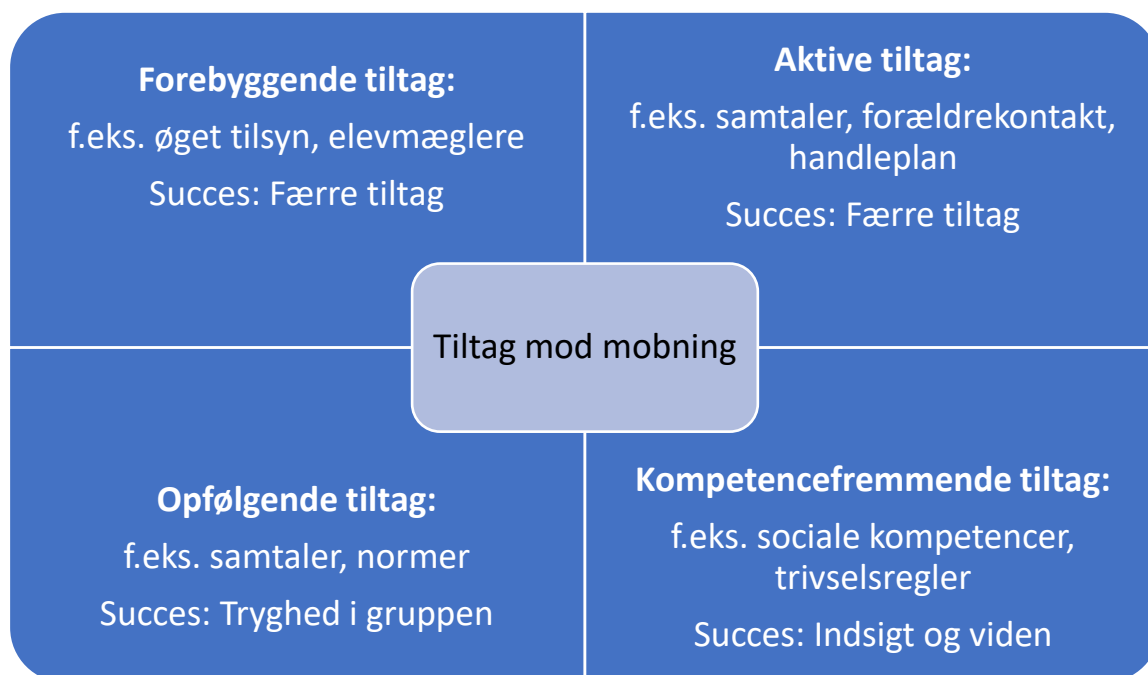 Forebyggende tiltag:
f.eks. øget tilsyn, elevmæglere
Succes: Færre tiltag
Aktive tiltag:
f.eks. samtaler, forældrekontakt,
handleplan
Succes: Færre tiltag
Tiltag mod mobning
Opfølgende tiltag:
f.eks. samtaler, normer
Succes: Tryghed i gruppen
Kompetencefremmende tiltag:
f.eks. sociale kompetencer,
trivselsregler
Succes: Indsigt og viden